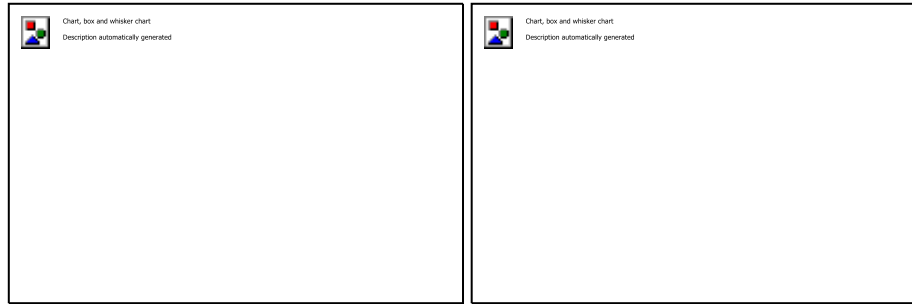 Chart, box and whisker chart
Description automatically generated
Chart, box and whisker chart
Description automatically generated